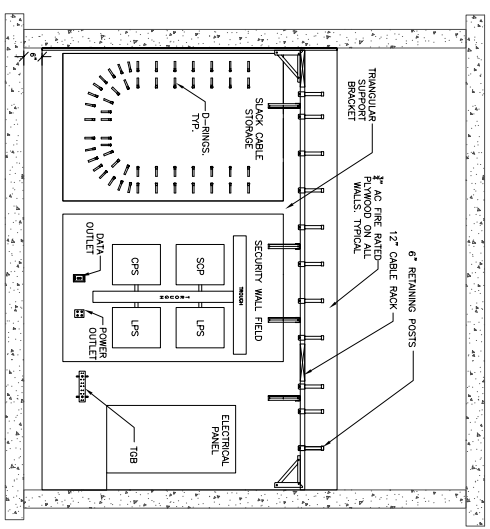 6" RETAINING POSTS
12" CABLE RACK
¾" AC FIRE RATED
PLYWOOD ON ALL
WALLS. TYPICAL
TRIANGULAR
SUPPORT
BRACKET
SLACK CABLE
STORAGE
D-RINGS,
TYP.
6"
SECURITY WALL FIELD
TROUGH
SCP
LPS
TROUGH
CPS
LPS
DATA
OUTLET
POWER
OUTLET
ELECTRICAL
PANEL
TGB